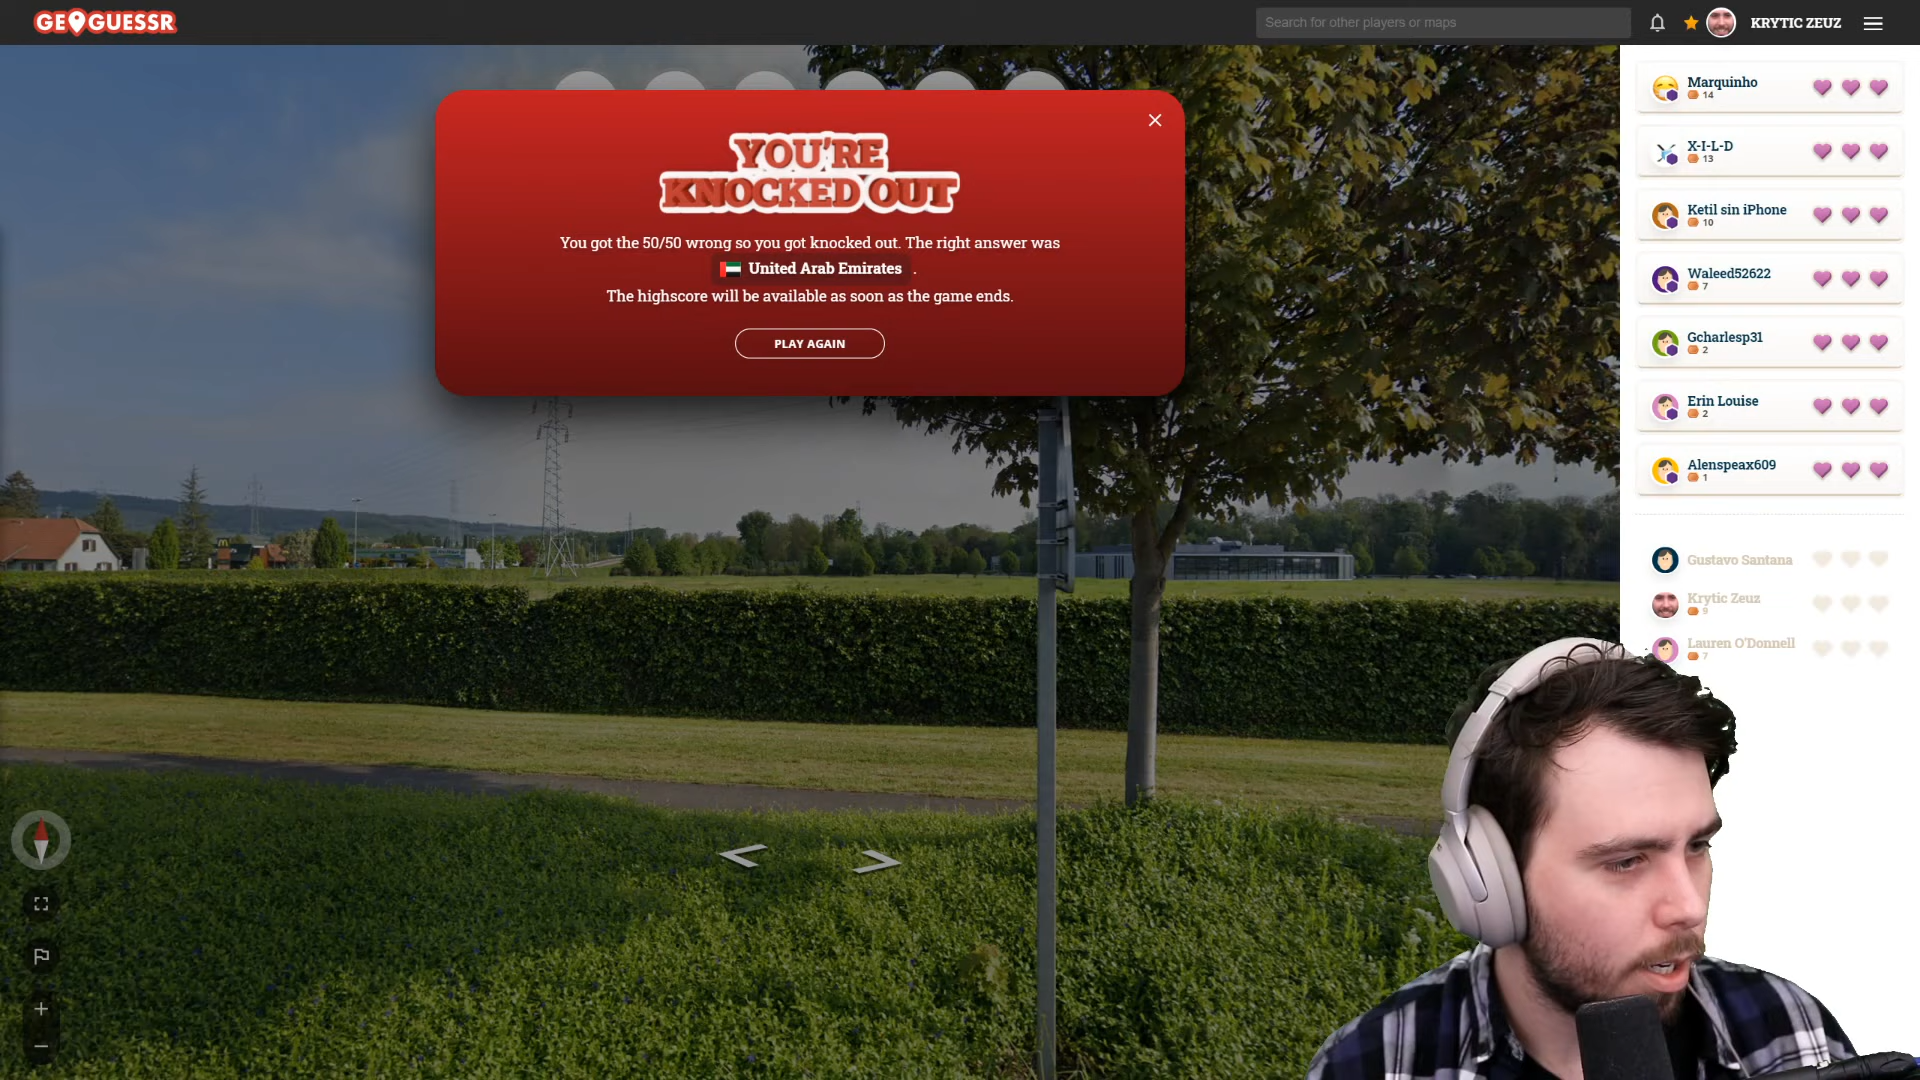 GEOGUESSR
Search for other players or maps
KRYTIC ZEUZ
YOU'RE
KNOCKED OUT
You got the 50/50 wrong so you got knocked out. The right answer was
United Arab Emirates .
The highscore will be available as soon as the game ends.
PLAY AGAIN
Marquinho
14
X-I-L-D
13
Ketil sin iPhone
10
Waleed52622
7
Gcharlesp31
2
Erin Louise
2
Alenspeax609
1
Gustavo Santana
Krytic Zeuz
9
Lauren O'Donnell
7